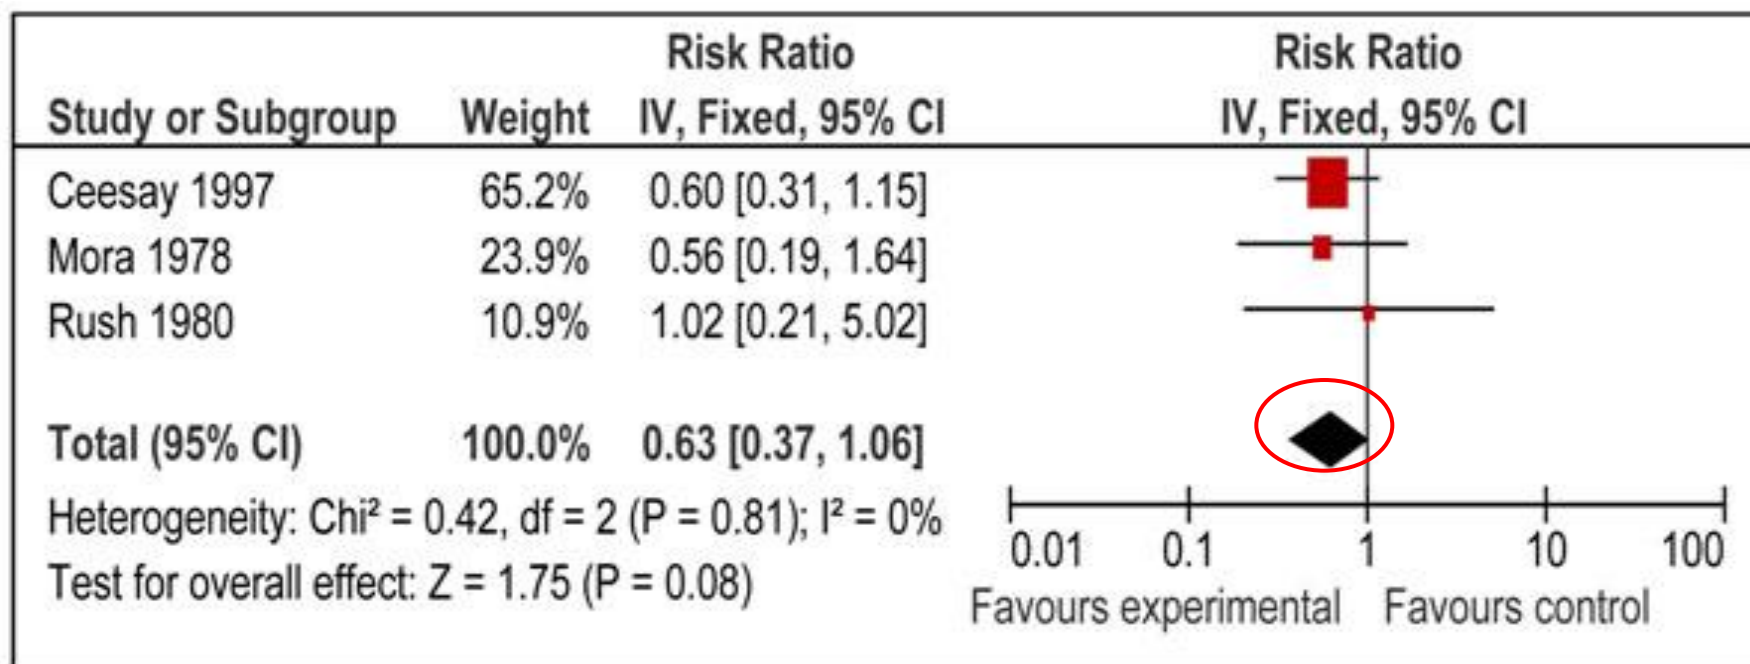 Risk Ratio Risk Ratio
Study or Subgroup Weight IV, Fixed, 95% CI IV, Fixed, 95% CI
Ceesay 1997 65.2% 0.60 [0.31, 1.15]
Mora 1978 23.9% 0.56 [0.19, 1.64]
Rush 1980 10.9% 1.02 [0.21, 5.02]
Total (95% CI) 100.0% 0.63 [0.37, 1.06]
Heterogeneity: Chi² = 0.42, df = 2 (P = 0.81); I² = 0%
Test for overall effect: Z = 1.75 (P = 0.08)
0.01 0.1 1 10 100
Favours experimental Favours control